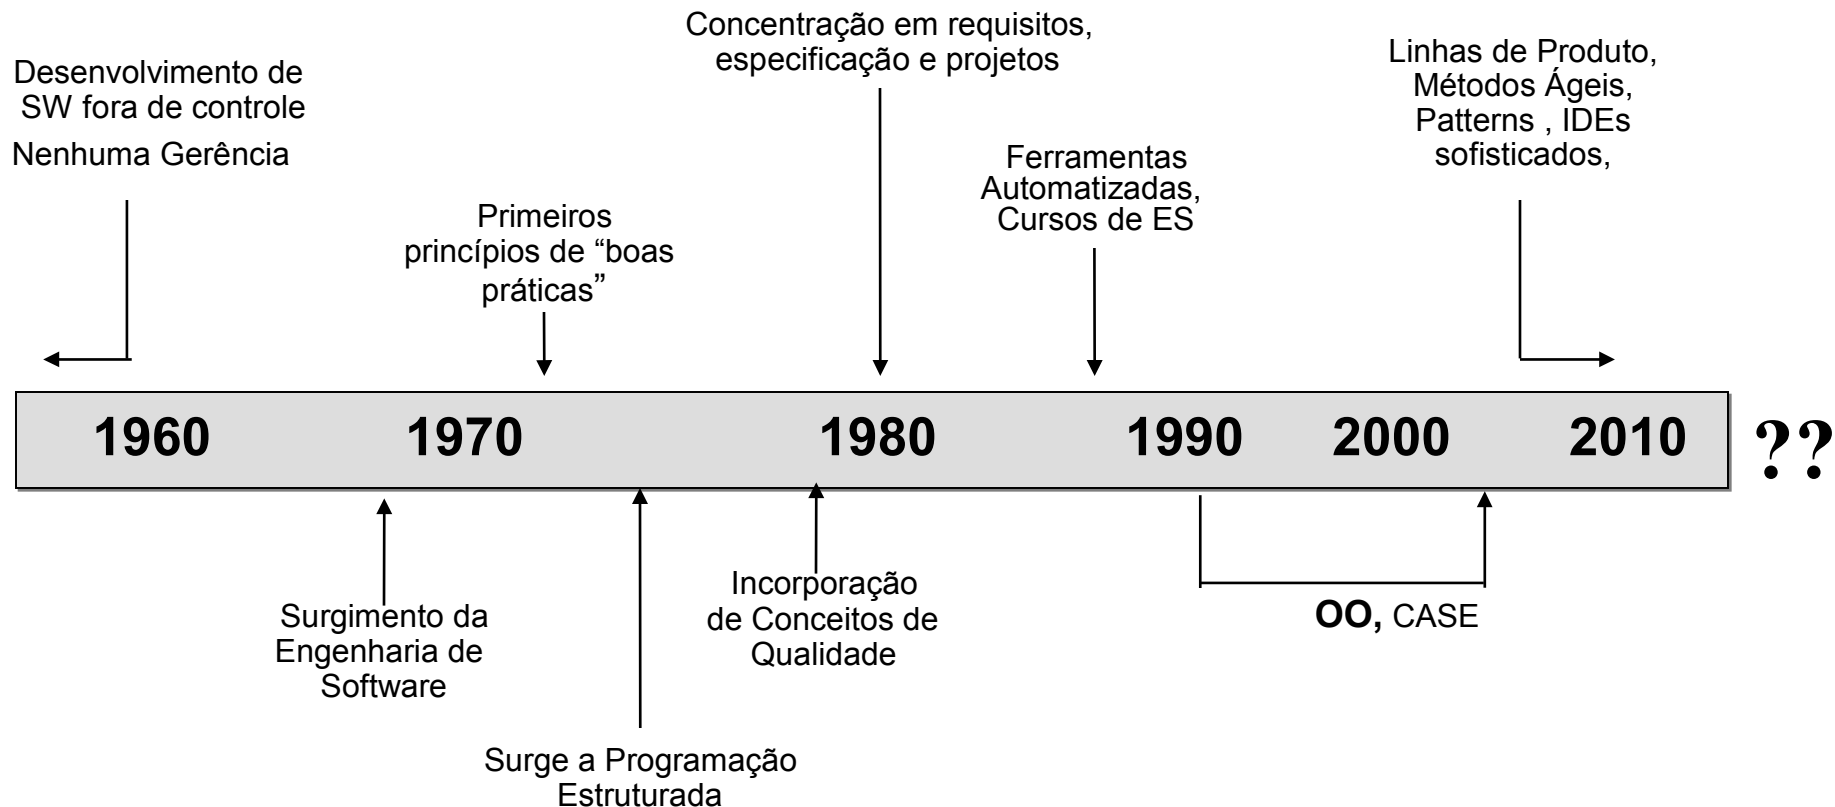 Desenvolvimento de
SW fora de controle
Nenhuma Gerência
Primeiros
princípios de “boas
práticas”
Concentração em requisitos,
especificação e projetos
Ferramentas
Automatizadas,
Cursos de ES
Linhas de Produto,
Métodos Ágeis,
Patterns , IDEs
sofisticados,
1960 1970 1980 1990 2000 2010 ??
Surgimento da
Engenharia de
Software
Surge a Programação
Estruturada
Incorporação
de Conceitos de
Qualidade
OO, CASE